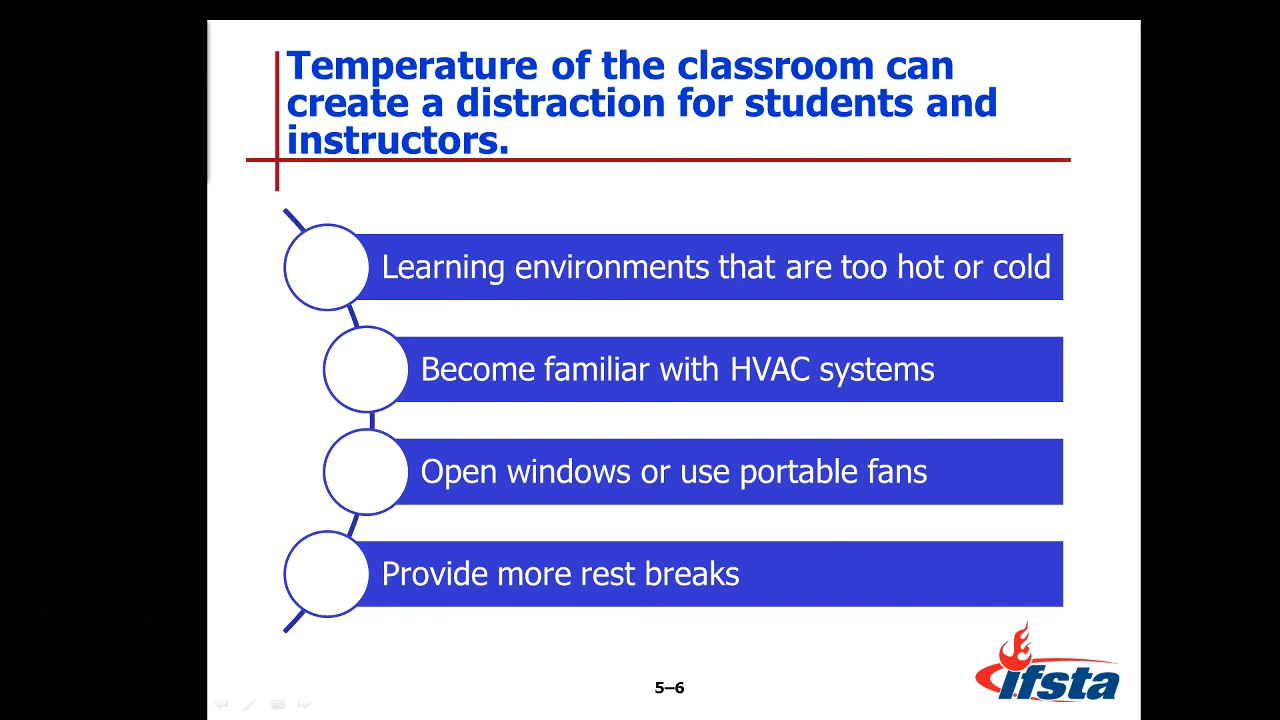 Temperature of the classroom can
create a distraction for students and
instructors.
Learning environments that are too hot or cold
Become familiar with HVAC systems
Open windows or use portable fans
Provide more rest breaks
5–6
ifsta